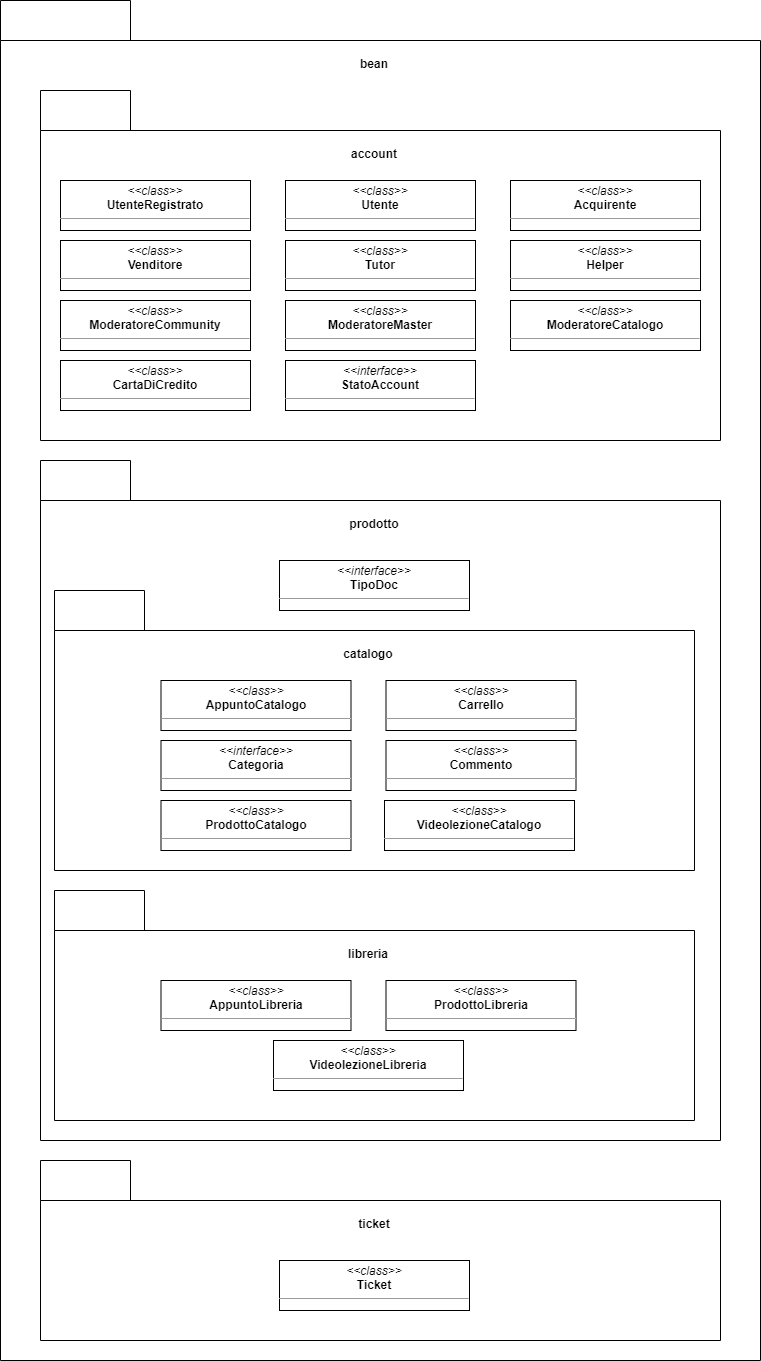 bean
account
<<class>>
UtenteRegistrato
<<class>>
Utente
<<class>>
Acquirente
<<class>>
Venditore
<<class>>
Tutor
<<class>>
Helper
<<class>>
ModeratoreCommunity
<<class>>
ModeratoreMaster
<<class>>
ModeratoreCatalogo
<<class>>
CartaDiCredito
<<interface>>
StatoAccount
prodotto
<<interface>>
TipoDoc
catalogo
<<class>>
AppuntoCatalogo
<<class>>
Carrello
<<interface>>
Categoria
<<class>>
Commento
<<class>>
ProdottoCatalogo
<<class>>
VideolezioneCatalogo
libreria
<<class>>
AppuntoLibreria
<<class>>
ProdottoLibreria
<<class>>
VideolezioneLibreria
ticket
<<class>>
Ticket